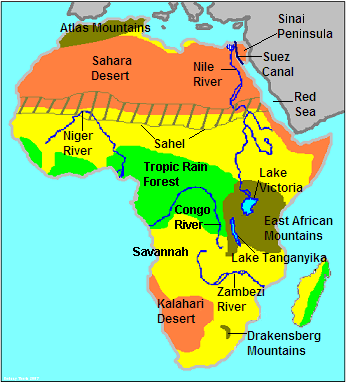 Atlas Mountains
Sinai
Peninsula
Sahara
Desert
Nile
River
Suez
Canal
Red
Sea
Niger
River
Sahel
Tropic Rain
Forest
Lake
Victoria
Congo
River
East African
Mountains
Savannah
Lake Tanganyika
Kalahari
Desert
Zambezi
River
Drakensberg
Mountains